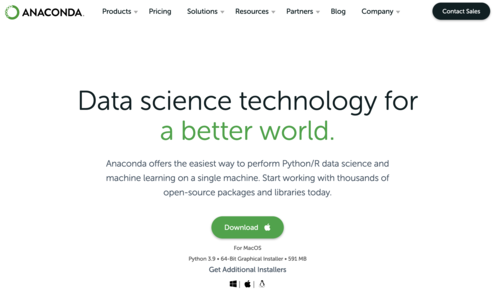 ANACONDA.
Products Pricing Solutions Resources Partners Blog Company Contact Sales
Data science technology for
a better world.
Anaconda offers the easiest way to perform Python/R data science and
machine learning on a single machine. Start working with thousands of
open-source packages and libraries today.
Download
For MacOS
Python 3.9 • 64-Bit Graphical Installer • 591 MB
Get Additional Installers
| |